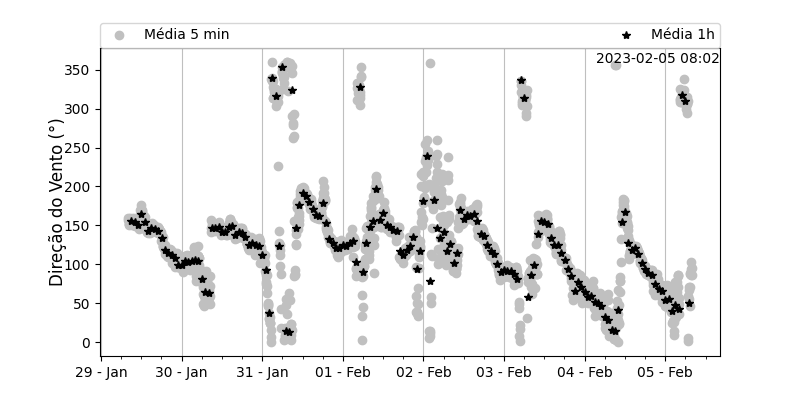 Média 5 min
Média 1h
2023-02-05 08:02
Direção do Vento (°)
350
300
250
200
150
100
50
0
29 - Jan
30 - Jan
31 - Jan
01 - Feb
02 - Feb
03 - Feb
04 - Feb
05 - Feb